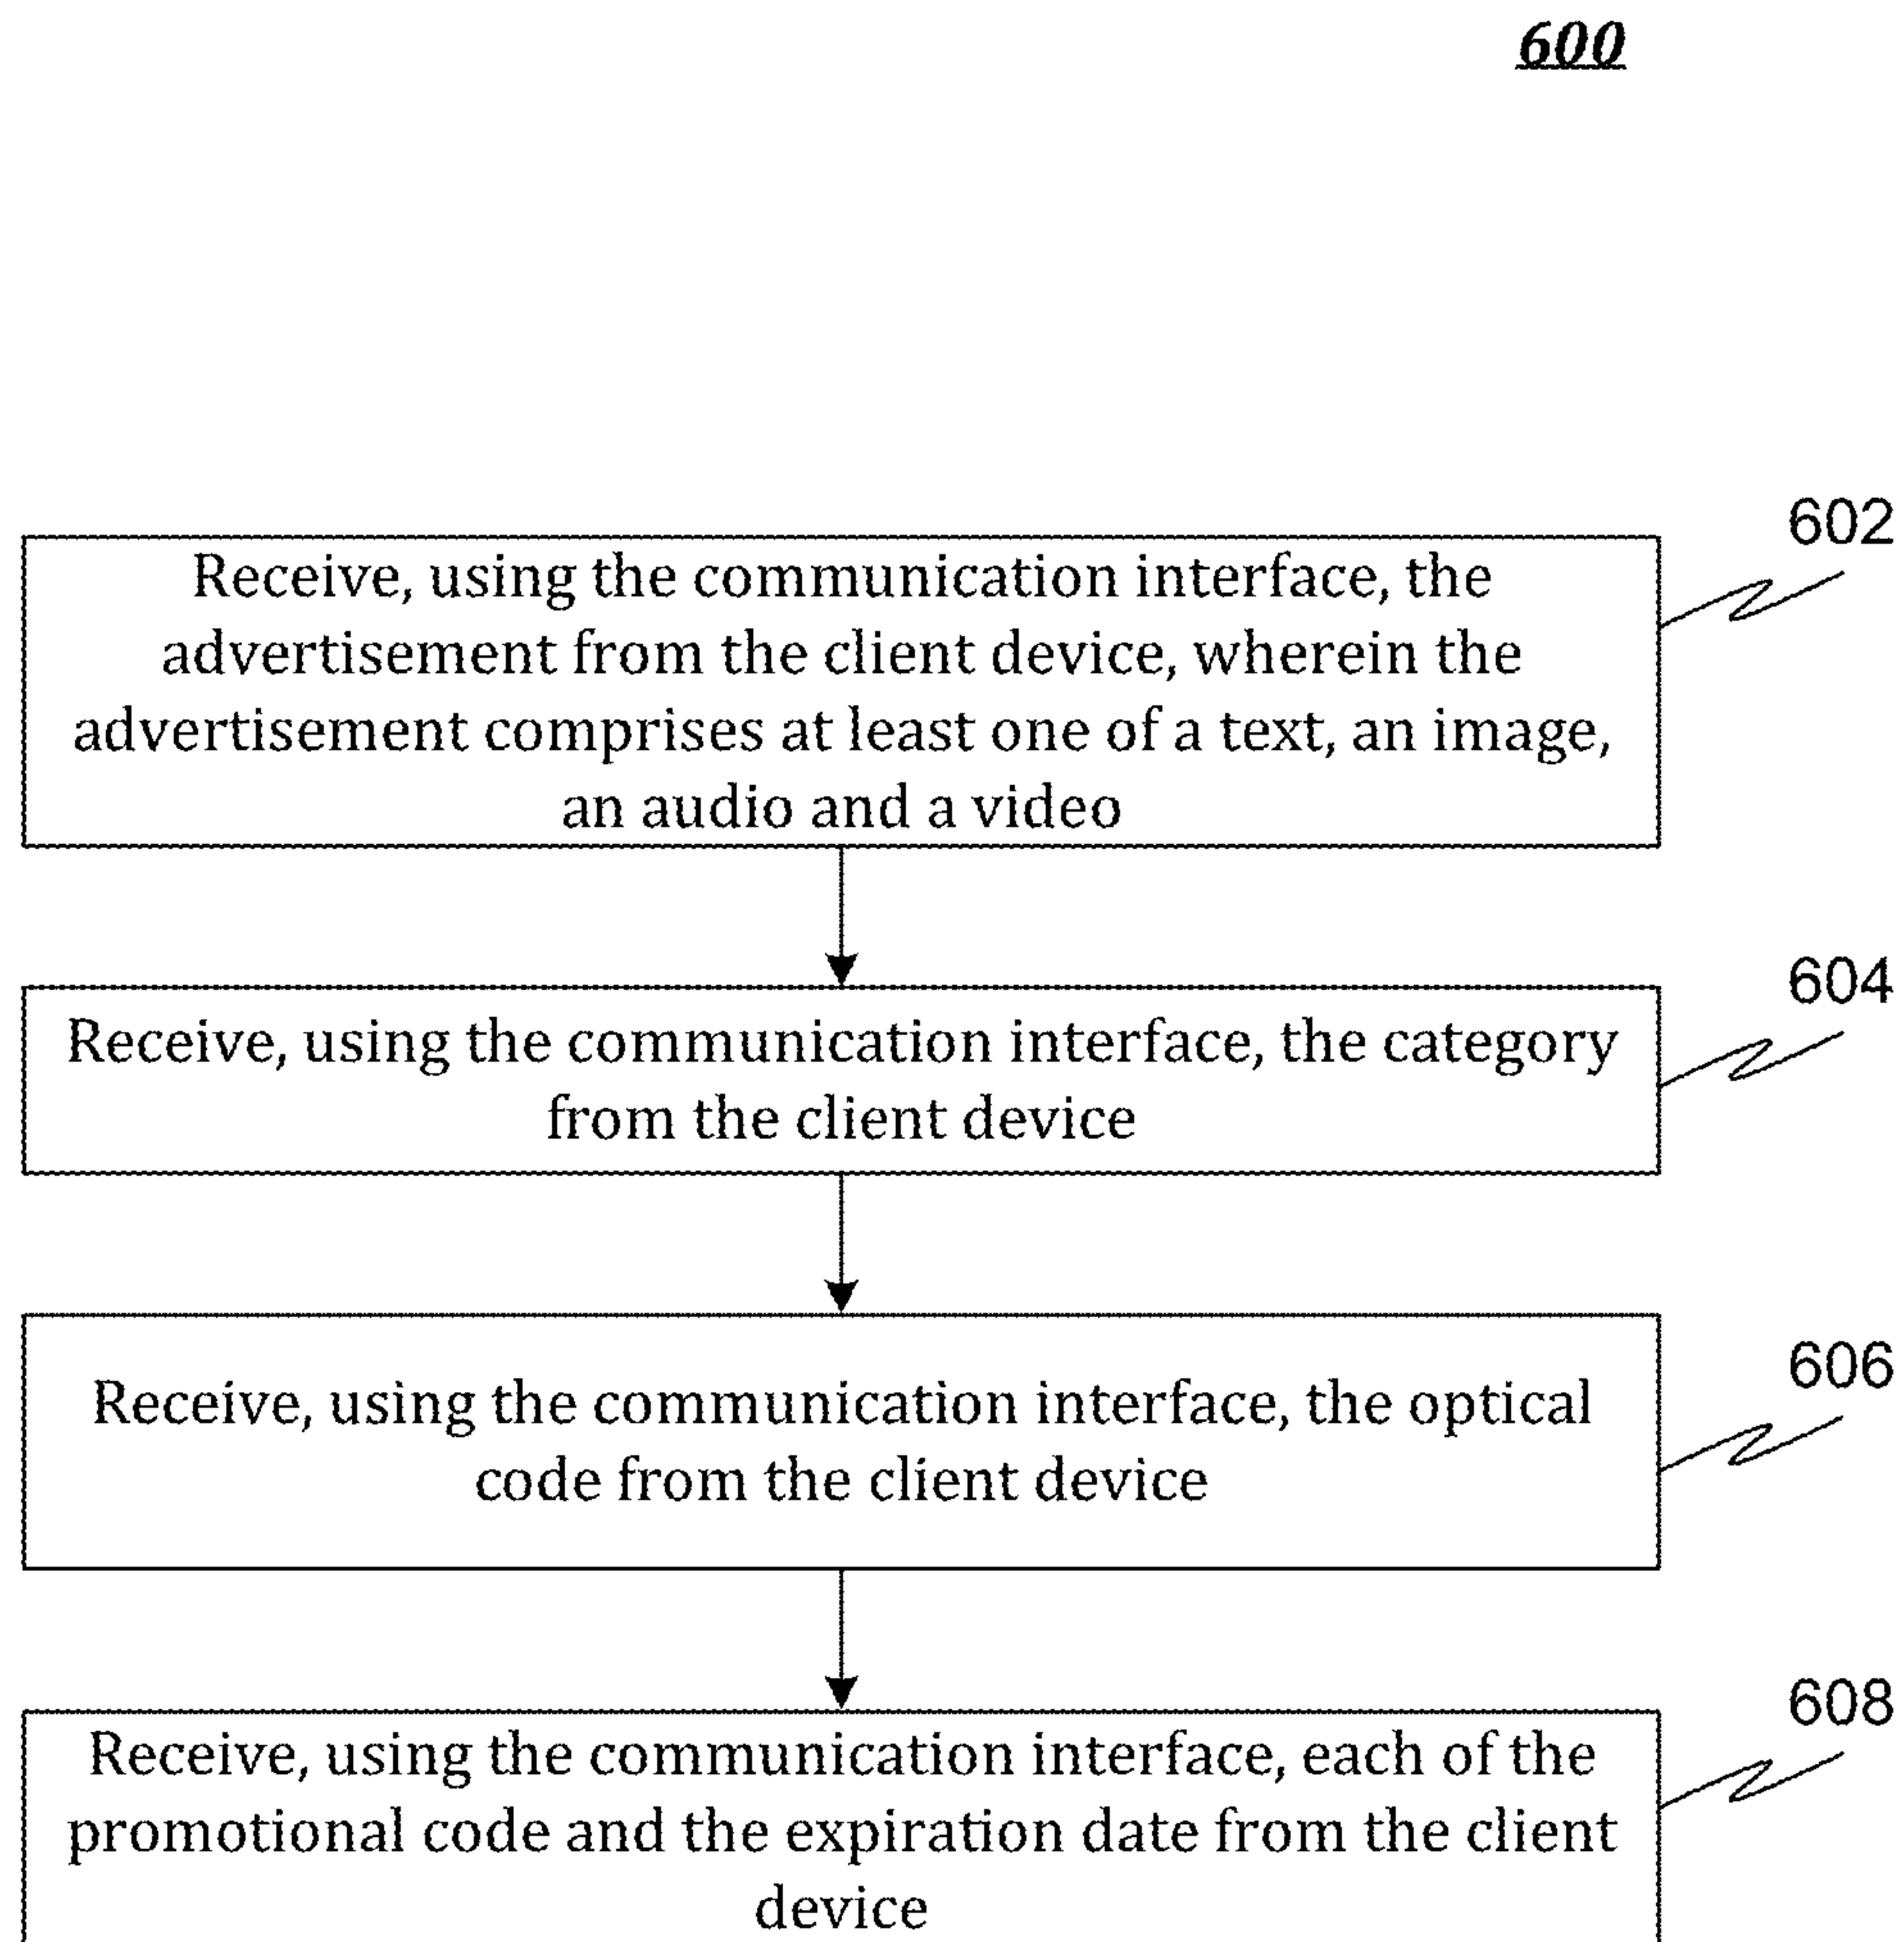 600
602
Receive, using the communication interface, the
advertisement from the client device, wherein the
advertisement comprises at least one of a text, an image,
an audio and a video
604
Receive, using the communication interface, the category
from the client device
606
Receive, using the communication interface, the optical
code from the client device
608
Receive, using the communication interface, each of the
promotional code and the expiration date from the client
device